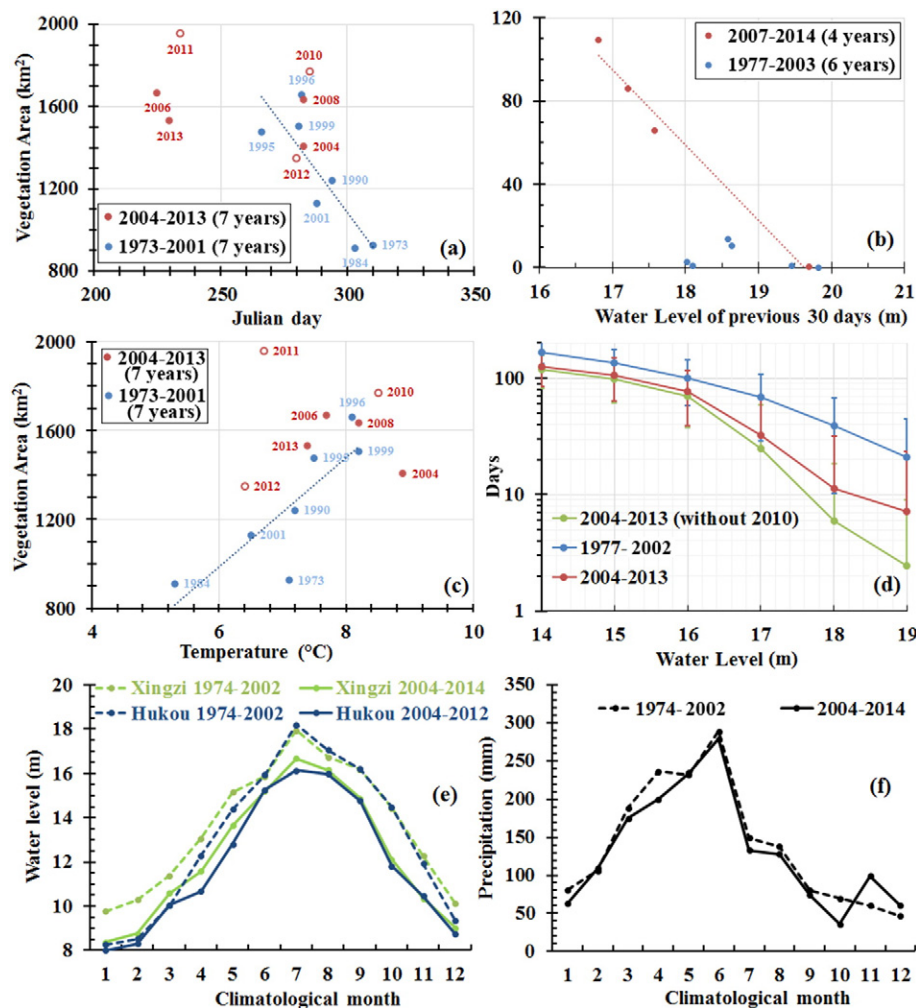 2000
1600
1200
800
Vegetation Area (km²)
2011
2010
1996
2006
2008
2013
1999
1995
2004
2012
1990
2001
1973
1984
2004-2013 (7 years)
1973-2001 (7 years)
(a)
200 250 300 350
Julian day
120
80
40
0
2007-2014 (4 years)
1977-2003 (6 years)
(b)
16 17 18 19 20 21
Water Level of previous 30 days (m)
2000
1600
1200
800
Vegetation Area (km²)
2004-2013
(7 years)
1973-2001
(7 years)
2011
2010
1996
2006
2008
2013
1999
2004
2012
1990
2001
1984
1973
(c)
4 6 8 10
Temperature (°C)
100
10
1
Days
2004-2013 (without 2010)
1977- 2002
2004-2013
(d)
14 15 16 17 18 19
Water Level (m)
20
18
16
14
12
10
8
Water level (m)
Xingzi 1974-2002 Xingzi 2004-2014
Hukou 1974-2002 Hukou 2004-2012
(e)
1 2 3 4 5 6 7 8 9 10 11 12
Climatological month
350
300
250
200
150
100
50
0
Precipitation (mm)
1974- 2002 2004-2014
(f)
1 2 3 4 5 6 7 8 9 10 11 12
Climatological month